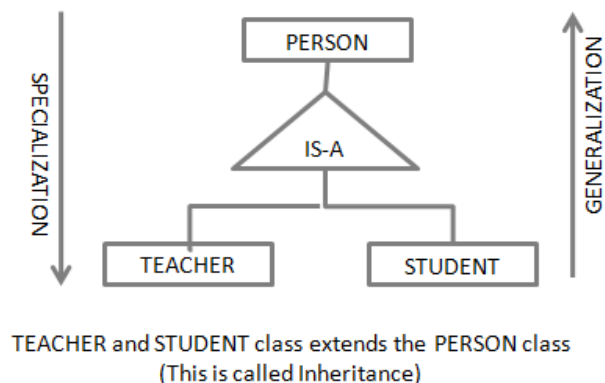 PERSON
SPECIALIZATION
GENERALIZATION
IS-A
TEACHER
STUDENT
TEACHER and STUDENT class extends the PERSON class
(This is called Inheritance)